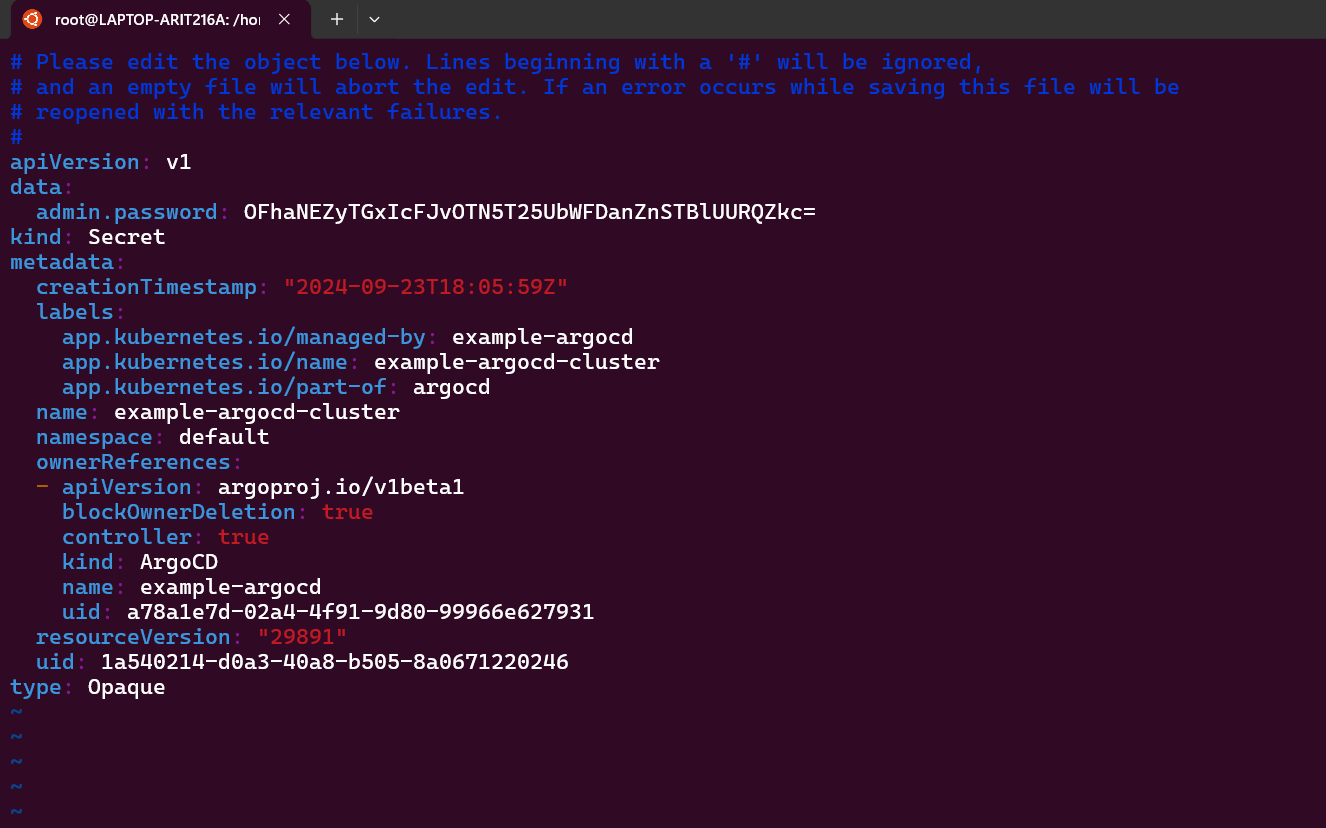 root@LAPTOP-ARIT216A: /hor
# Please edit the object below. Lines beginning with a '#' will be ignored,
# and an empty file will abort the edit. If an error occurs while saving this file will be
# reopened with the relevant failures.
#
apiVersion: v1
data:
  admin.password: OFhaNEZyTGxIcFJvOTN5T25UbWFDanZnSTBlUURQZkc=
kind: Secret
metadata:
  creationTimestamp: "2024-09-23T18:05:59Z"
  labels:
    app.kubernetes.io/managed-by: example-argocd
    app.kubernetes.io/name: example-argocd-cluster
    app.kubernetes.io/part-of: argocd
  name: example-argocd-cluster
  namespace: default
  ownerReferences:
  - apiVersion: argoproj.io/v1beta1
    blockOwnerDeletion: true
    controller: true
    kind: ArgoCD
    name: example-argocd
    uid: a78a1e7d-02a4-4f91-9d80-99966e627931
  resourceVersion: "29891"
  uid: 1a540214-d0a3-40a8-b505-8a0671220246
type: Opaque
~
~
~
~
~